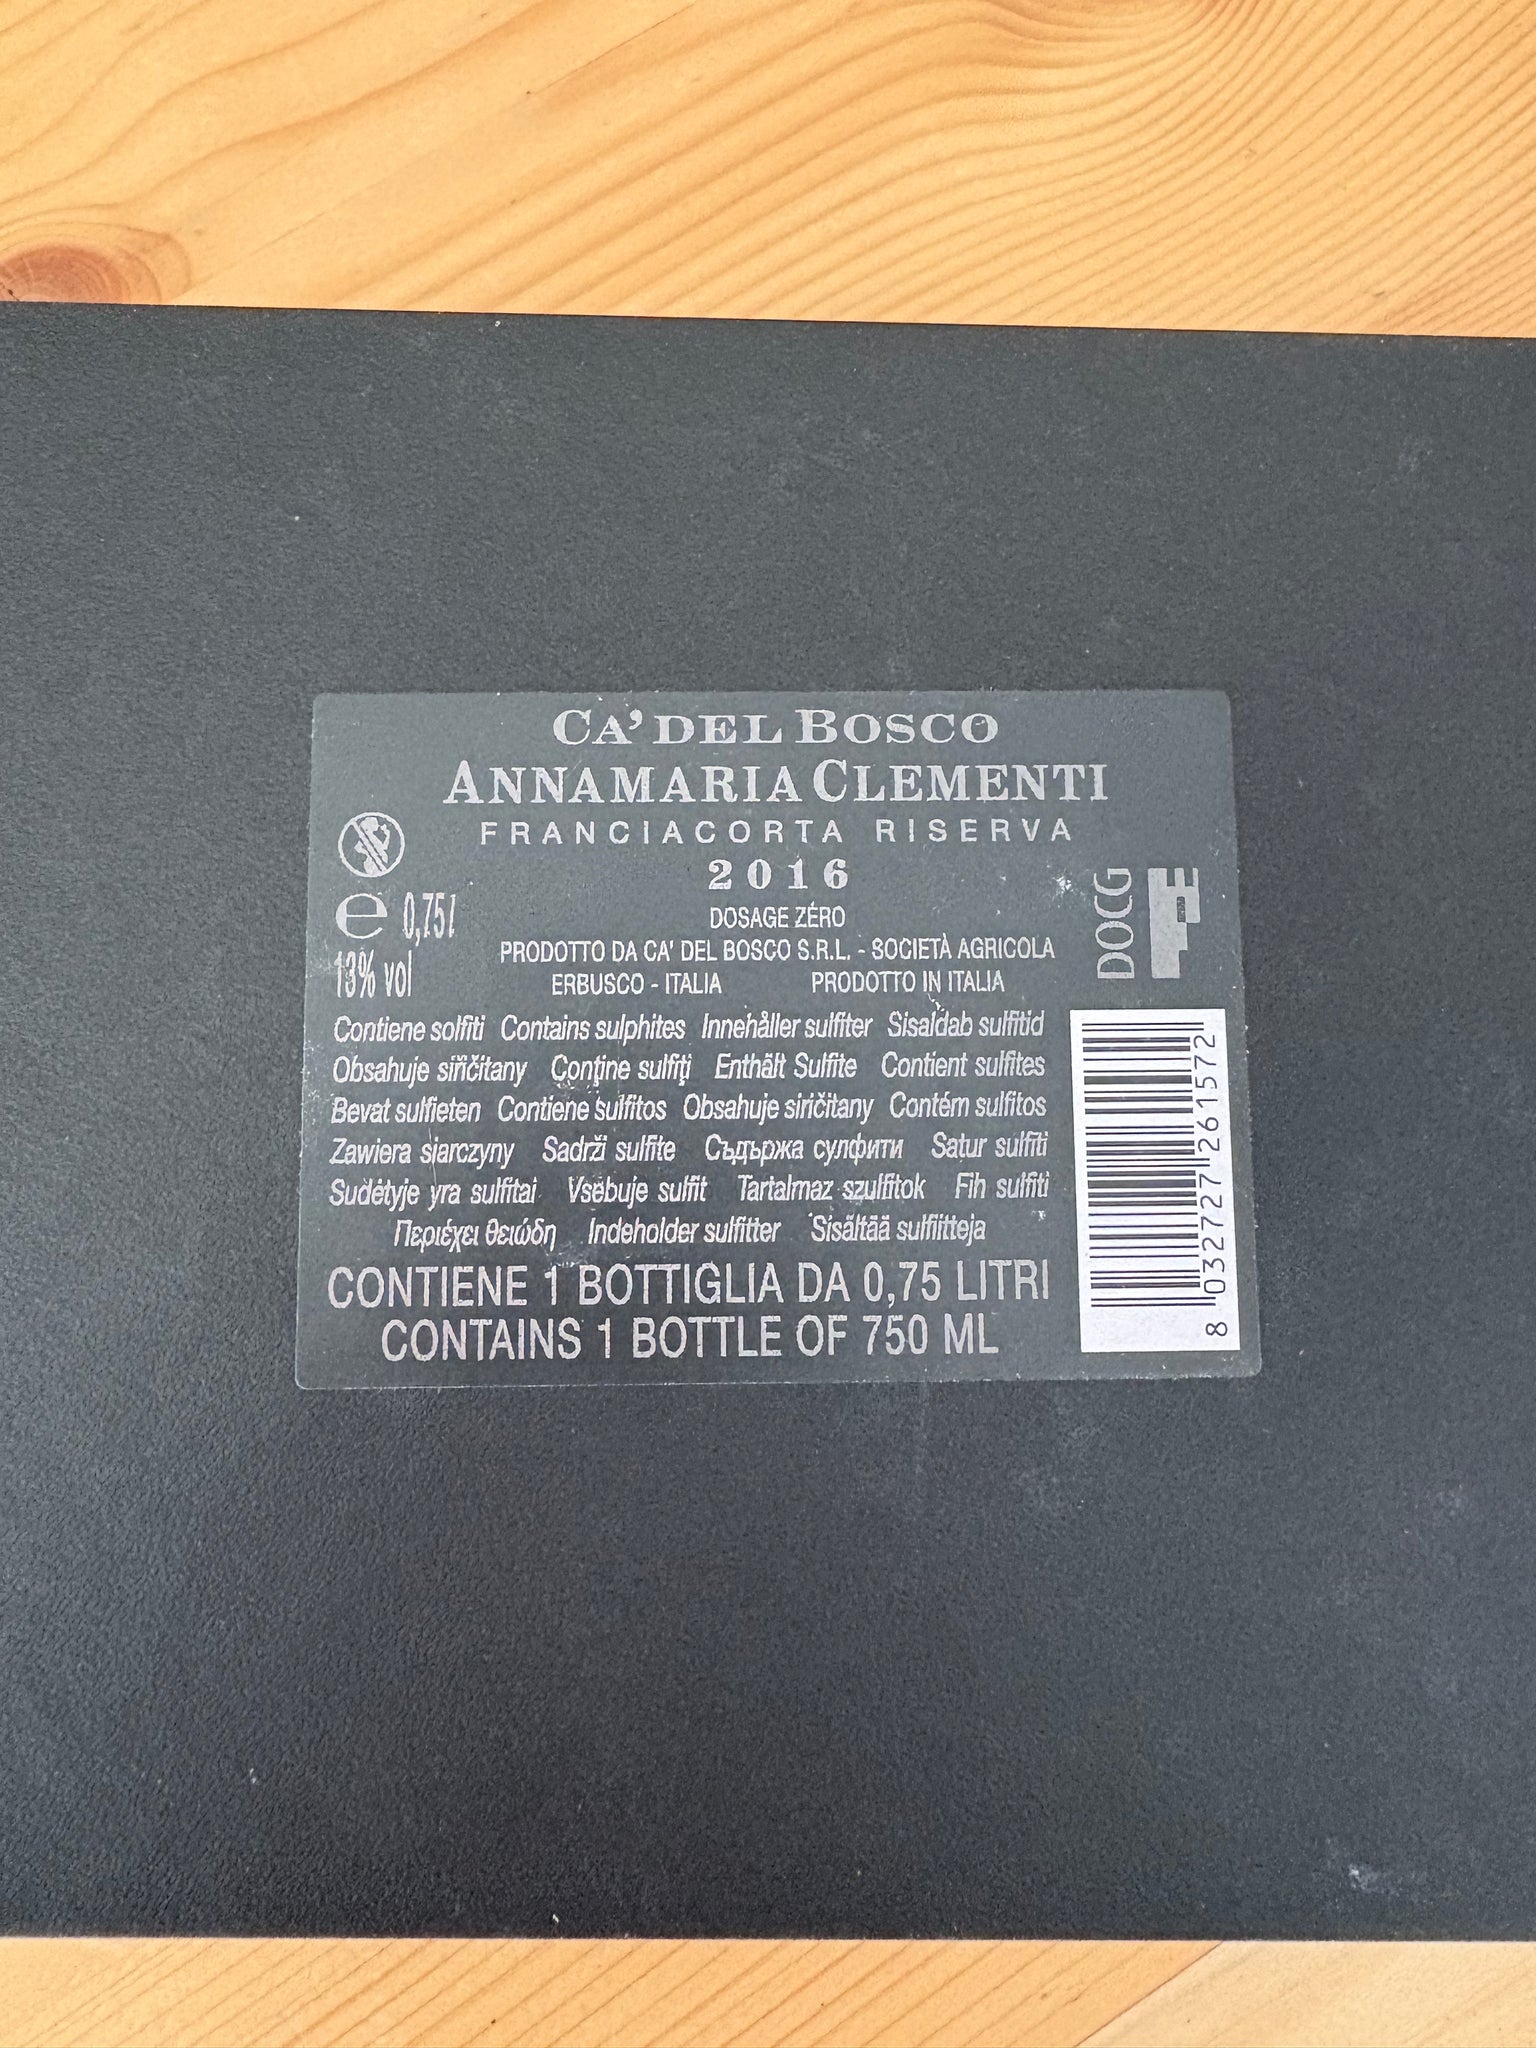 CA' DEL BOSCO
ANNAMARIA CLEMENTI
FRANCIACORTA RISERVA
2016
DOSAGE ZÉRO
PRODOTTO DA CA' DEL BOSCO S.R.L. - SOCIETÀ AGRICOLA
ERBUSCO - ITALIA PRODOTTO IN ITALIA
e 0,75 l
13% vol
DOCG
F
Contiene solfiti Contains sulphites Innehåller sulfiter Sisaldab sulfitid
Obsahuje siřičitany Conţine sulfiţi Enthält Sulfite Contient sulfites
Bevat sulfieten Contiene sulfitos Obsahuje siričitany Contém sulfitos
Zawiera siarczyny Sadrži sulfite Съдържа сулфити Satur sulfiti
Sudėtyje yra sulfitai Vsebuje sulfit Tartalmaz szulfitok Fih sulfiti
Περιέχει θειώδη Indeholder sulfitter Sisältää sulfiitteja
CONTIENE 1 BOTTIGLIA DA 0,75 LITRI
CONTAINS 1 BOTTLE OF 750 ML
8 032727 261572